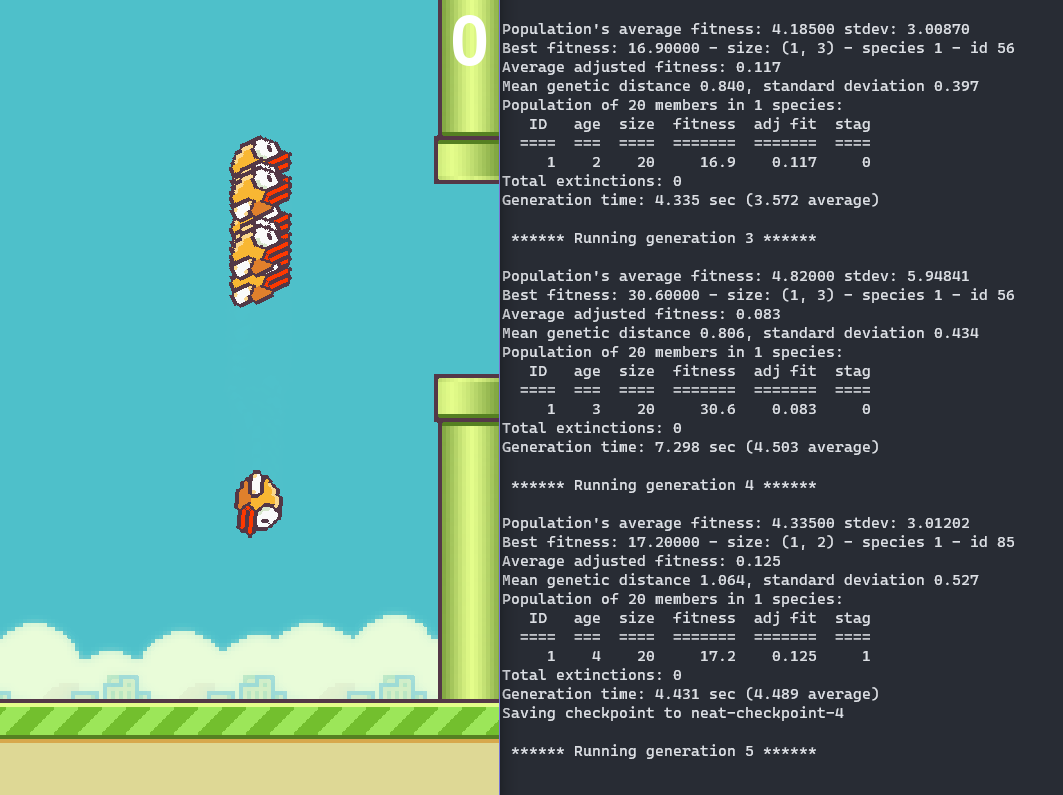 0
Population's average fitness: 4.18500 stdev: 3.00870
Best fitness: 16.90000 - size: (1, 3) - species 1 - id 56
Average adjusted fitness: 0.117
Mean genetic distance 0.840, standard deviation 0.397
Population of 20 members in 1 species:
   ID   age  size  fitness  adj fit  stag
  ====  ===  ====  =======  =======  ====
     1    2    20     16.9    0.117     0
Total extinctions: 0
Generation time: 4.335 sec (3.572 average)
 ****** Running generation 3 ******
Population's average fitness: 4.82000 stdev: 5.94841
Best fitness: 30.60000 - size: (1, 3) - species 1 - id 56
Average adjusted fitness: 0.083
Mean genetic distance 0.806, standard deviation 0.434
Population of 20 members in 1 species:
   ID   age  size  fitness  adj fit  stag
  ====  ===  ====  =======  =======  ====
     1    3    20     30.6    0.083     0
Total extinctions: 0
Generation time: 7.298 sec (4.503 average)
 ****** Running generation 4 ******
Population's average fitness: 4.33500 stdev: 3.01202
Best fitness: 17.20000 - size: (1, 2) - species 1 - id 85
Average adjusted fitness: 0.125
Mean genetic distance 1.064, standard deviation 0.527
Population of 20 members in 1 species:
   ID   age  size  fitness  adj fit  stag
  ====  ===  ====  =======  =======  ====
     1    4    20     17.2    0.125     1
Total extinctions: 0
Generation time: 4.431 sec (4.489 average)
Saving checkpoint to neat-checkpoint-4
 ****** Running generation 5 ******